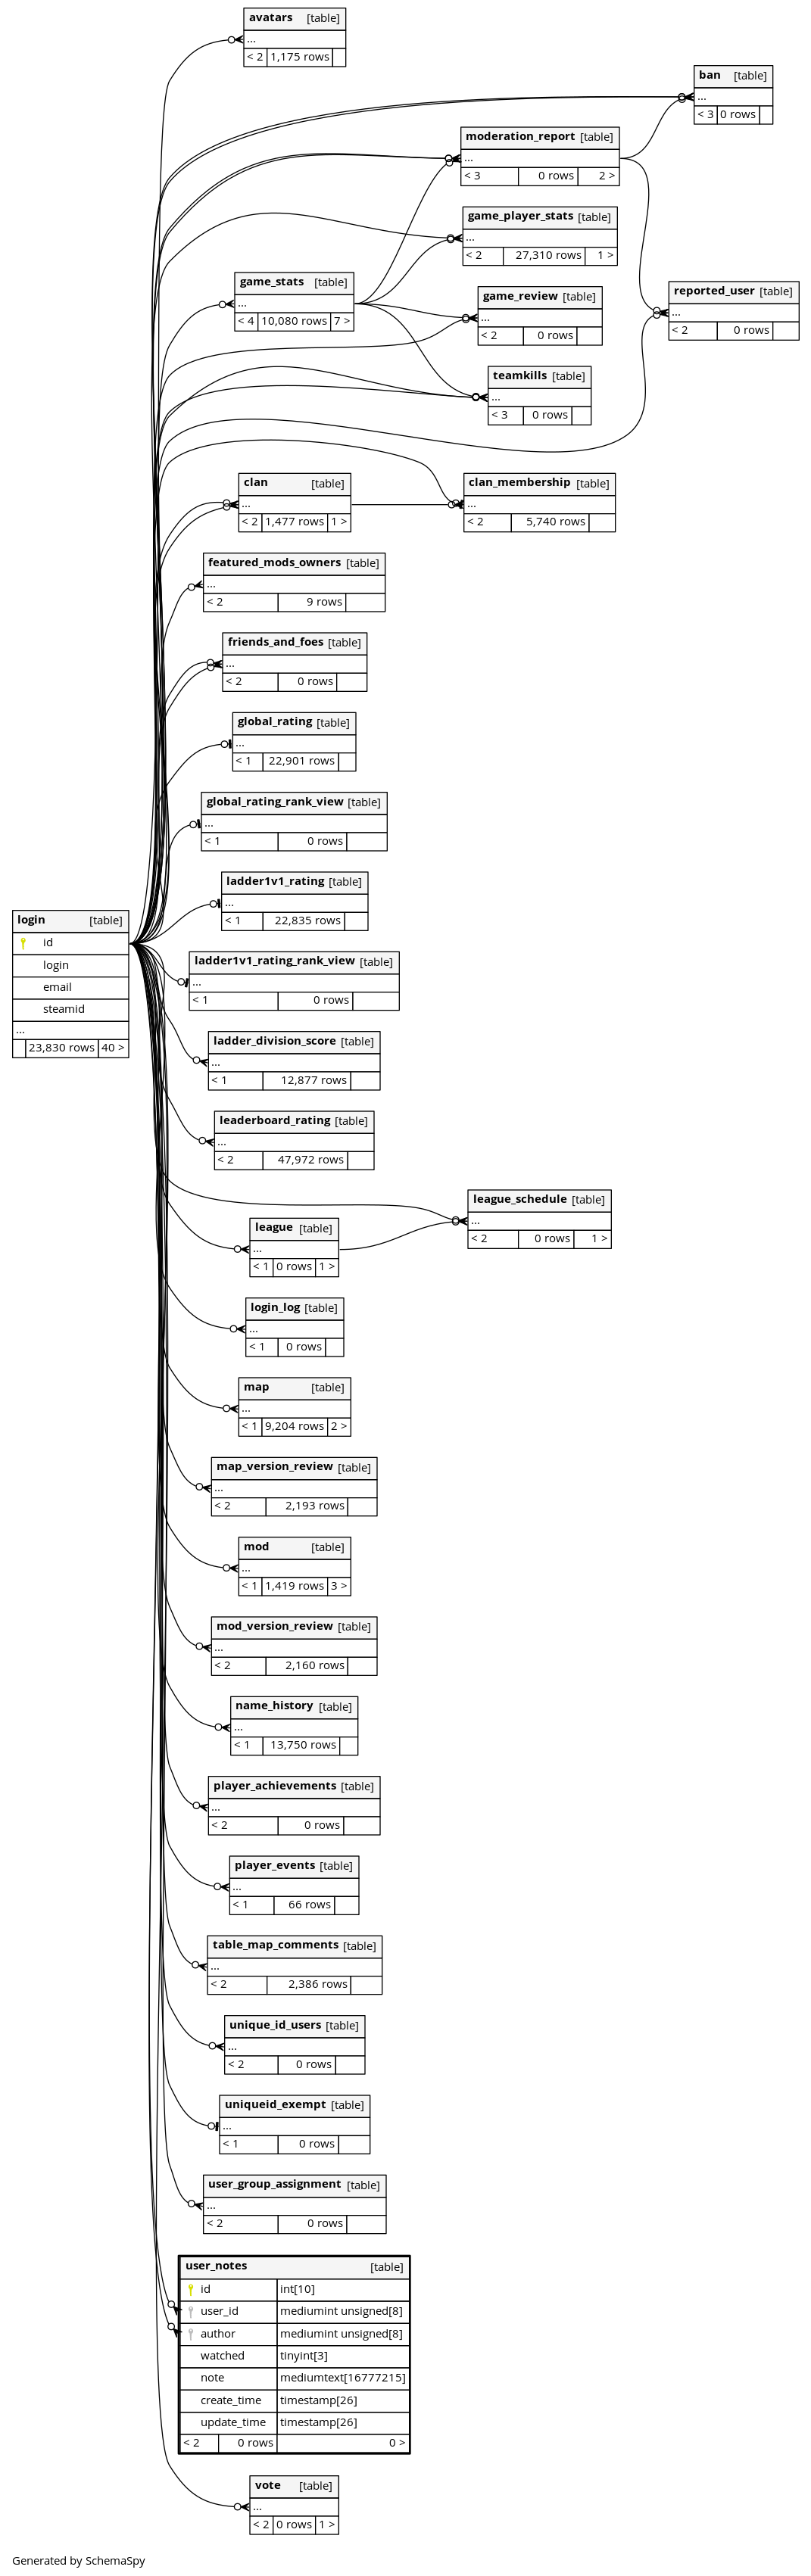 avatars [table]
...
< 2 1,175 rows
ban [table]
...
< 3 0 rows
moderation_report [table]
...
< 3 0 rows 2 >
game_player_stats [table]
...
< 2 27,310 rows 1 >
game_stats [table]
...
< 4 10,080 rows 7 >
game_review [table]
...
< 2 0 rows
reported_user [table]
...
< 2 0 rows
teamkills [table]
...
< 3 0 rows
clan [table]
...
< 2 1,477 rows 1 >
clan_membership [table]
...
< 2 5,740 rows
featured_mods_owners [table]
...
< 2 9 rows
friends_and_foes [table]
...
< 2 0 rows
global_rating [table]
...
< 1 22,901 rows
global_rating_rank_view [table]
...
< 1 0 rows
ladder1v1_rating [table]
...
< 1 22,835 rows
login [table]
id
login
email
steamid
...
23,830 rows 40 >
ladder1v1_rating_rank_view [table]
...
< 1 0 rows
ladder_division_score [table]
...
< 1 12,877 rows
leaderboard_rating [table]
...
< 2 47,972 rows
league_schedule [table]
...
< 2 0 rows 1 >
league [table]
...
< 1 0 rows 1 >
login_log [table]
...
< 1 0 rows
map [table]
...
< 1 9,204 rows 2 >
map_version_review [table]
...
< 2 2,193 rows
mod [table]
...
< 1 1,419 rows 3 >
mod_version_review [table]
...
< 2 2,160 rows
name_history [table]
...
< 1 13,750 rows
player_achievements [table]
...
< 2 0 rows
player_events [table]
...
< 1 66 rows
table_map_comments [table]
...
< 2 2,386 rows
unique_id_users [table]
...
< 2 0 rows
uniqueid_exempt [table]
...
< 1 0 rows
user_group_assignment [table]
...
< 2 0 rows
user_notes [table]
id int[10]
user_id mediumint unsigned[8]
author mediumint unsigned[8]
watched tinyint[3]
note mediumtext[16777215]
create_time timestamp[26]
update_time timestamp[26]
< 2 0 rows 0 >
vote [table]
...
< 2 0 rows 1 >
Generated by SchemaSpy